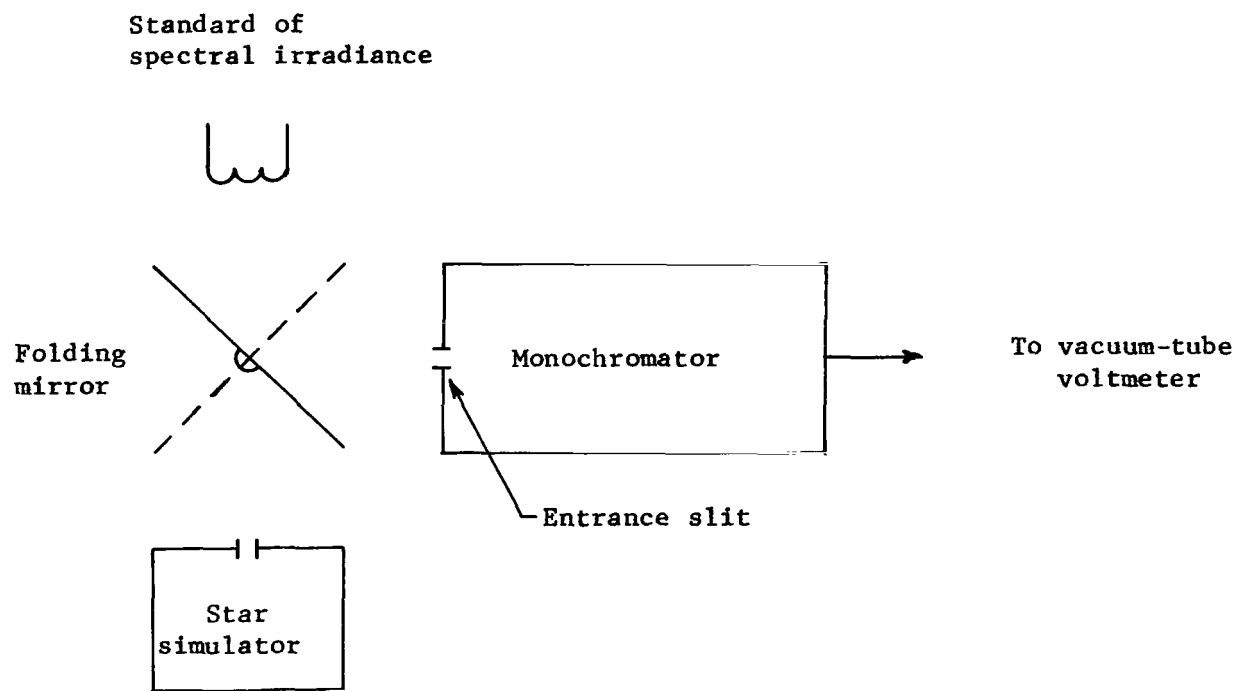 Standard of
spectral irradiance
Folding
mirror
Monochromator
To vacuum-tube
voltmeter
Entrance slit
Star
simulator